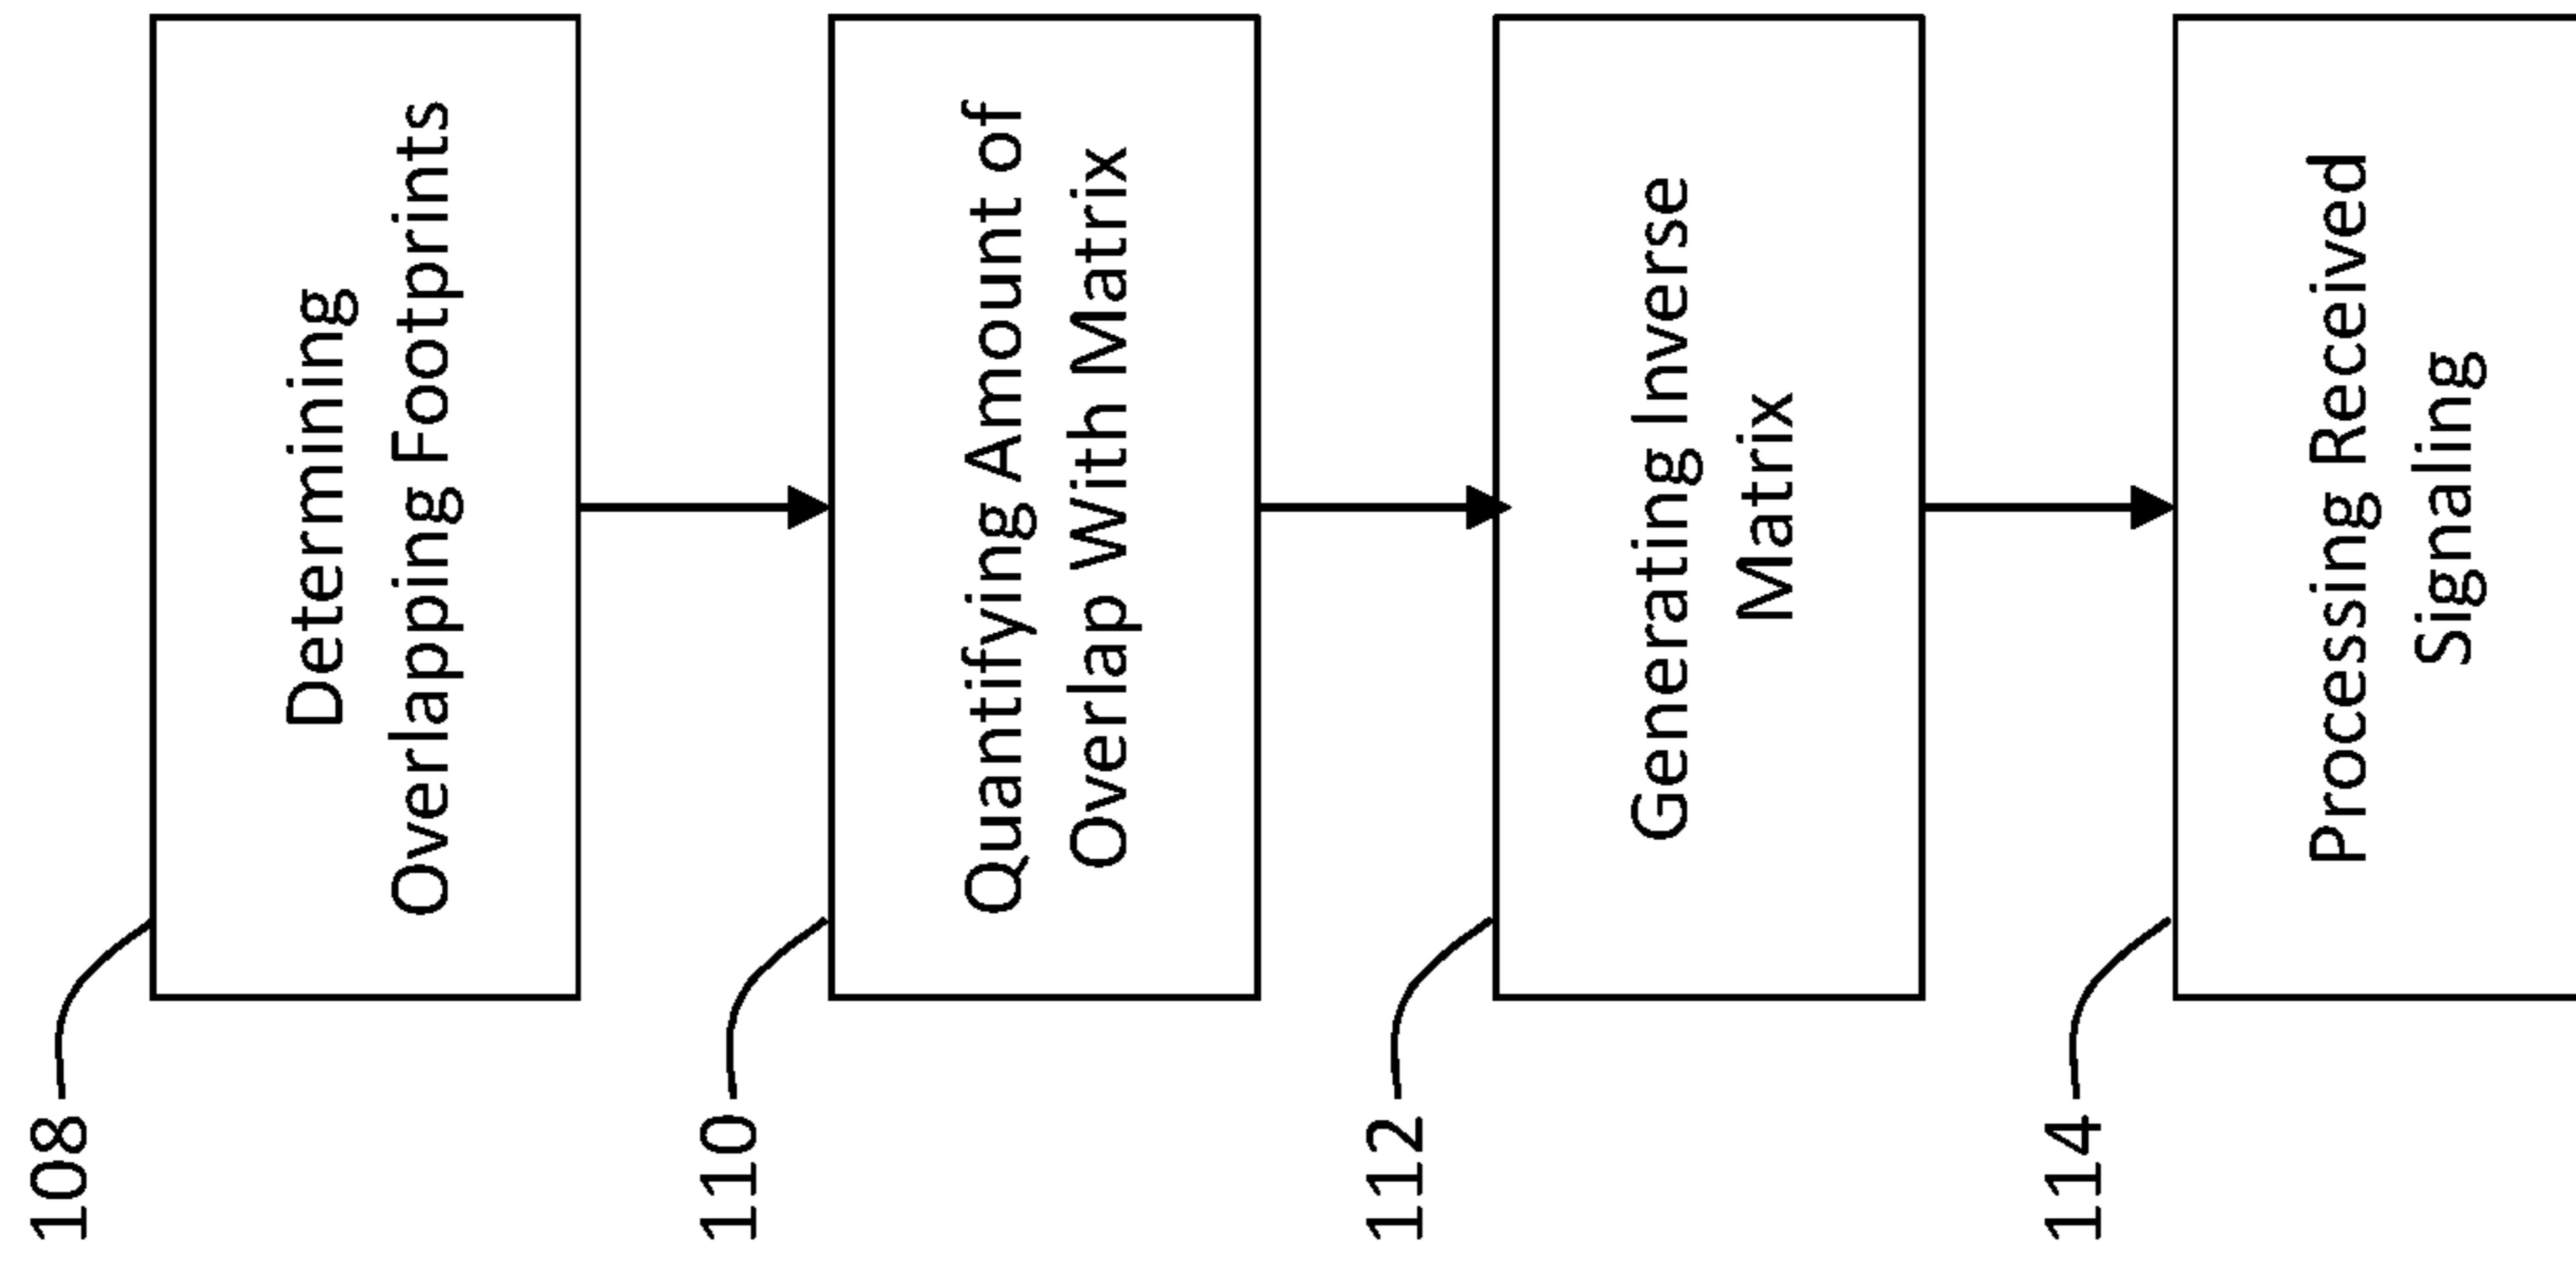 108
Determining
Overlapping Footprints
110
Quantifying Amount of
Overlap With Matrix
112
Generating Inverse
Matrix
114
Processing Received
Signaling